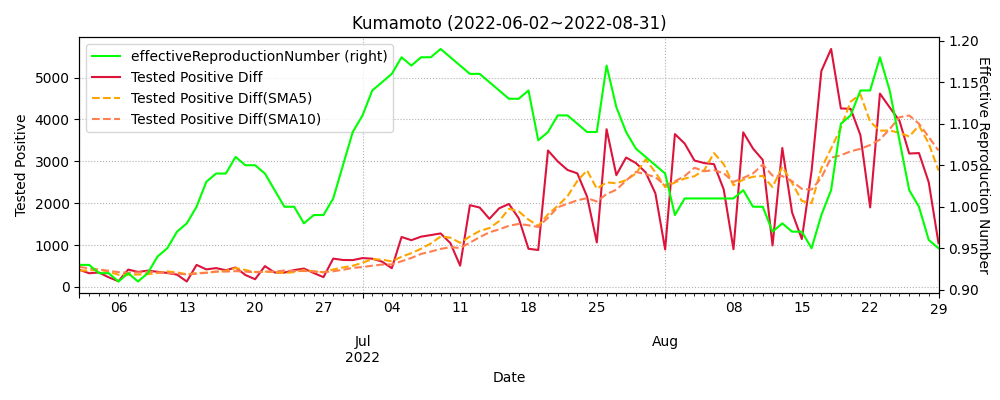 Kumamoto (2022-06-02~2022-08-31)
effectiveReproductionNumber (right)
Tested Positive Diff
Tested Positive Diff(SMA5)
Tested Positive Diff(SMA10)
Tested Positive
5000
4000
3000
2000
1000
0
1.20
1.15
1.10
1.05
1.00
0.95
0.90
Effective Reproduction Number
06 13 20 27 04 11 18 25 08 15 22 29
Jul Aug
2022
Date